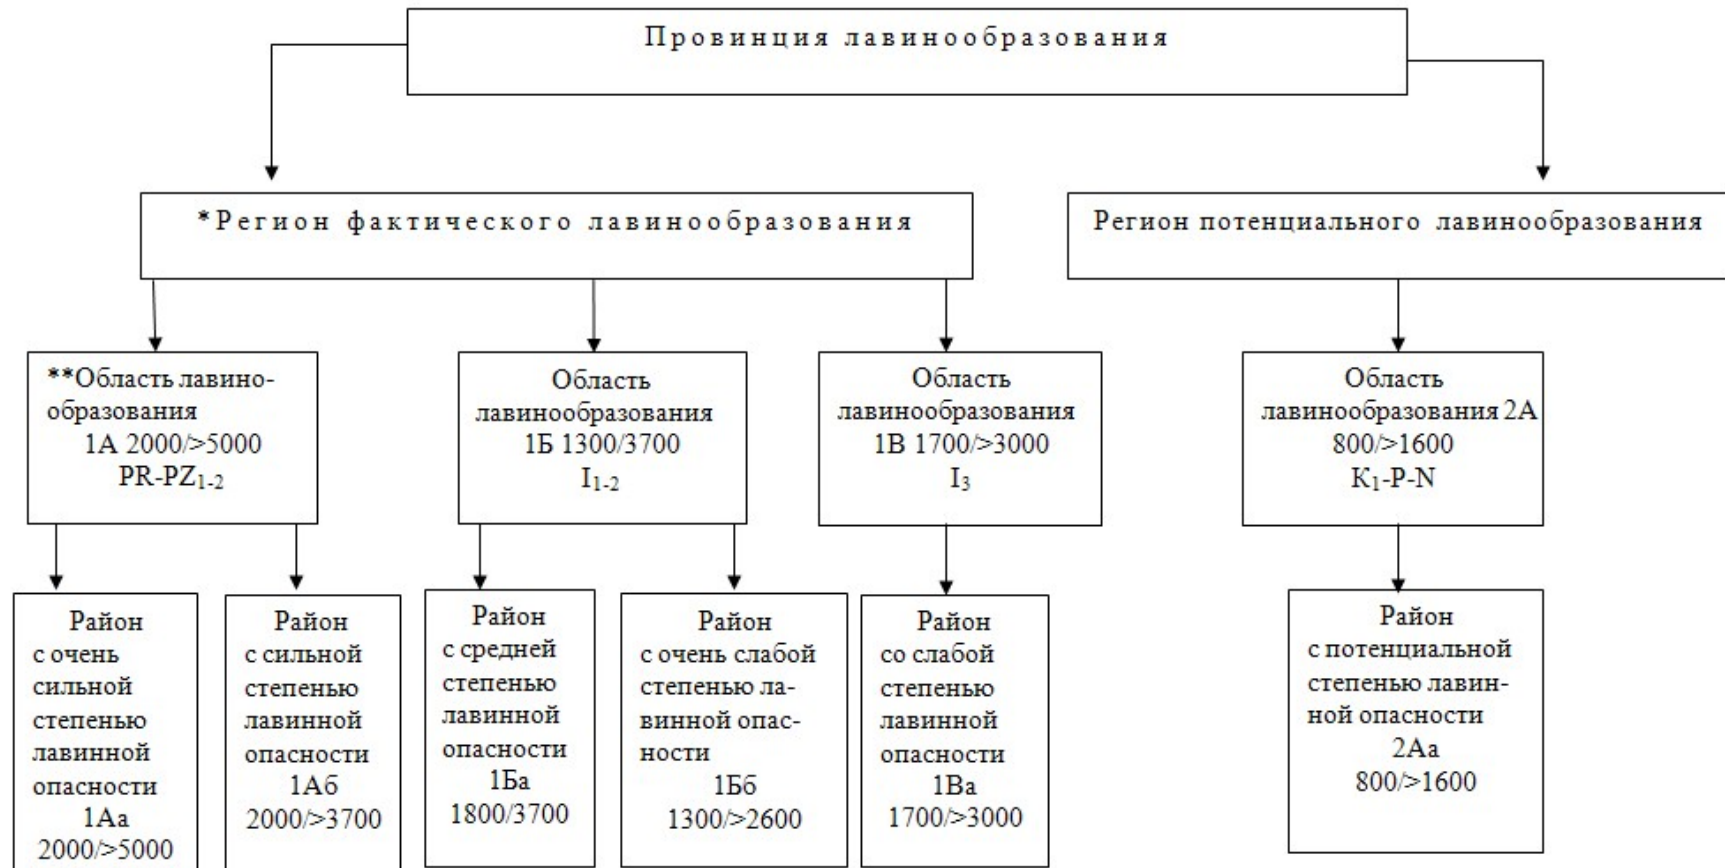 Провинция лавинообразования
*Регион фактического лавинообразования
Регион потенциального лавинообразования
**Область лавино-
образования
1А 2000/>5000
PR-PZ1-2
Область
лавинообразования
1Б 1300/3700
I1-2
Область
лавинообразования
1В 1700/>3000
I3
Область
лавинообразования 2А
800/>1600
K1-P-N
Район
с очень
сильной
степенью
лавинной
опасности
1Аа
2000/>5000
Район
с сильной
степенью
лавинной
опасности
1Аб
2000/>3700
Район
с средней
степенью
лавинной
опасности
1Ба
1800/3700
Район
с очень слабой
степенью ла-
винной опас-
ности
1Бб
1300/>2600
Район
со слабой
степенью
лавинной
опасности
1Ва
1700/>3000
Район
с потенциальной
степенью лавин-
ной опасности
2Аа
800/>1600